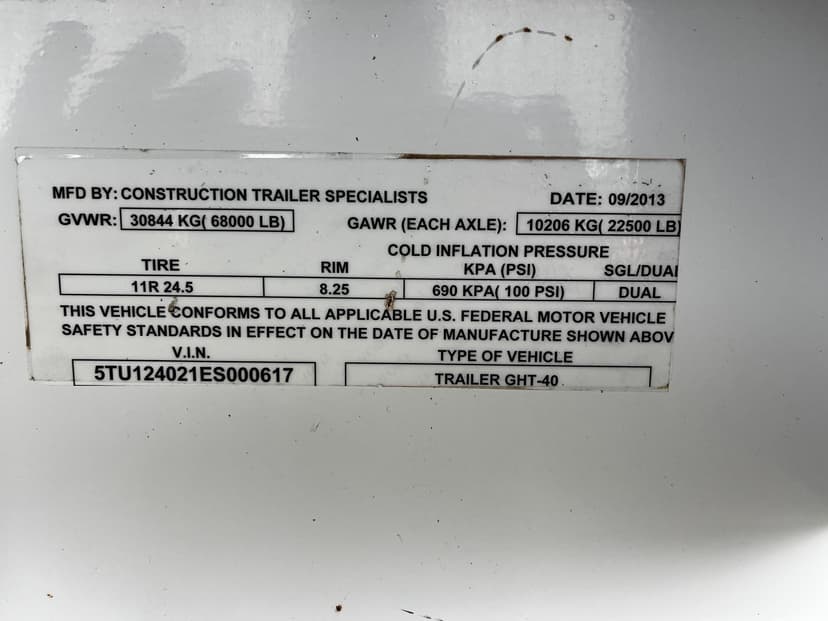 MFD BY: CONSTRUCTION TRAILER SPECIALISTS DATE: 09/2013
GVWR: 30844 KG( 68000 LB) GAWR (EACH AXLE): 10206 KG( 22500 LB)
COLD INFLATION PRESSURE
TIRE RIM KPA (PSI) SGL/DUAL
11R 24.5 8.25 690 KPA( 100 PSI) DUAL
THIS VEHICLE CONFORMS TO ALL APPLICABLE U.S. FEDERAL MOTOR VEHICLE
SAFETY STANDARDS IN EFFECT ON THE DATE OF MANUFACTURE SHOWN ABOV
V.I.N. TYPE OF VEHICLE
5TU124021ES000617 TRAILER GHT-40